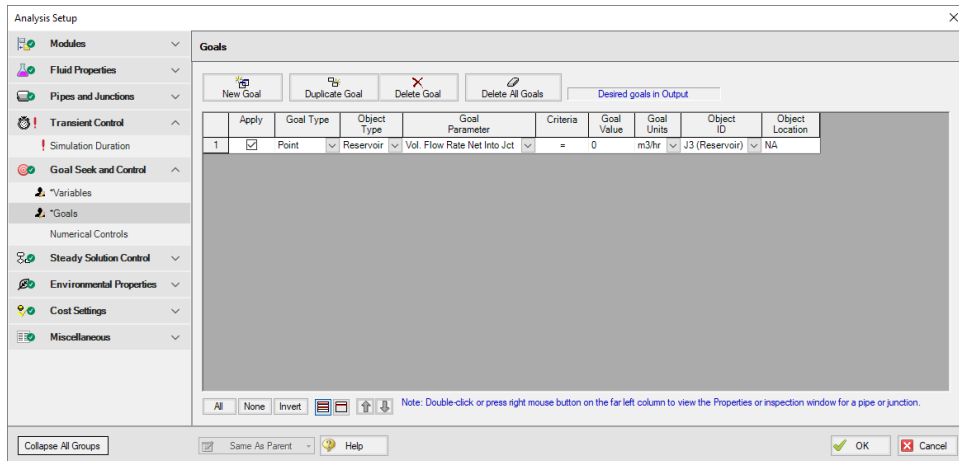 Analysis Setup
Modules
Fluid Properties
Pipes and Junctions
Transient Control
Simulation Duration
Goal Seek and Control
*Variables
*Goals
Numerical Controls
Steady Solution Control
Environmental Properties
Cost Settings
Miscellaneous
Goals
New Goal Duplicate Goal Delete Goal Delete All Goals Desired goals in Output
Apply Goal Type Object Type Goal Parameter Criteria Goal Value Goal Units Object ID Object Location
1 Point Reservoir Vol. Flow Rate Net Into Jct = 0 m3/hr J3 (Reservoir) NA
All None Invert Note: Double-click or press right mouse button on the far left column to view the Properties or inspection window for a pipe or junction.
Collapse All Groups Same As Parent Help OK Cancel